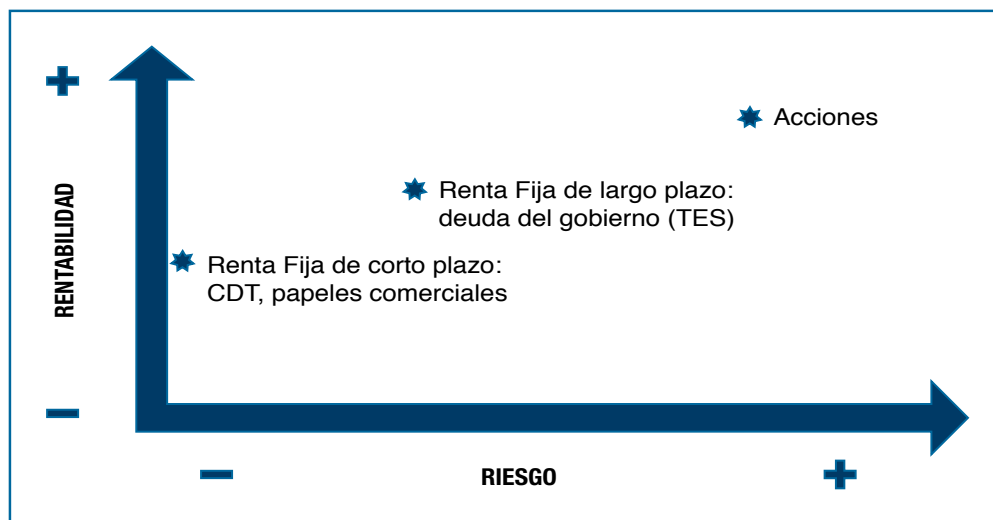 +
Acciones
RENTABILIDAD
Renta Fija de largo plazo:
deuda del gobierno (TES)
Renta Fija de corto plazo:
CDT, papeles comerciales
−
− RIESGO +